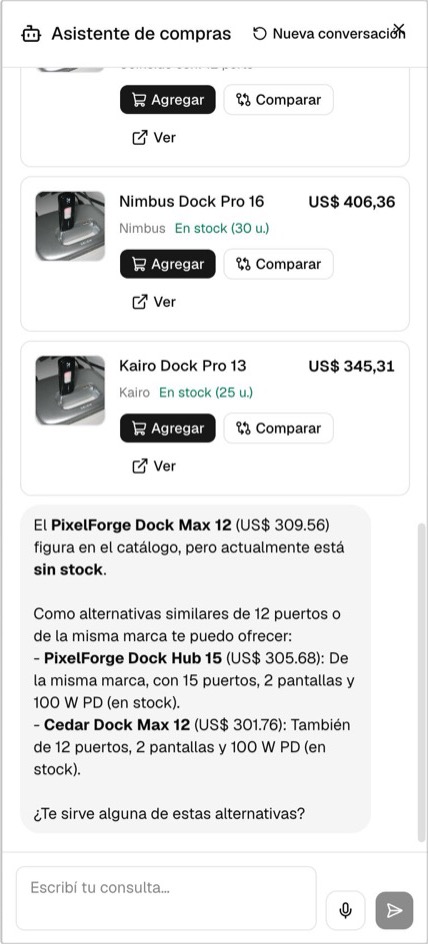 Asistente de compras
Nueva conversación
Agregar
Comparar
Ver
Nimbus Dock Pro 16
US$ 406,36
Nimbus En stock (30 u.)
Agregar
Comparar
Ver
Kairo Dock Pro 13
US$ 345,31
Kairo En stock (25 u.)
Agregar
Comparar
Ver
El PixelForge Dock Max 12 (US$ 309.56)
figura en el catálogo, pero actualmente está
sin stock.
Como alternativas similares de 12 puertos o
de la misma marca te puedo ofrecer:
- PixelForge Dock Hub 15 (US$ 305.68): De
la misma marca, con 15 puertos, 2 pantallas y
100 W PD (en stock).
- Cedar Dock Max 12 (US$ 301.76): También
de 12 puertos, 2 pantallas y 100 W PD (en
stock).
¿Te sirve alguna de estas alternativas?
Escribí tu consulta...